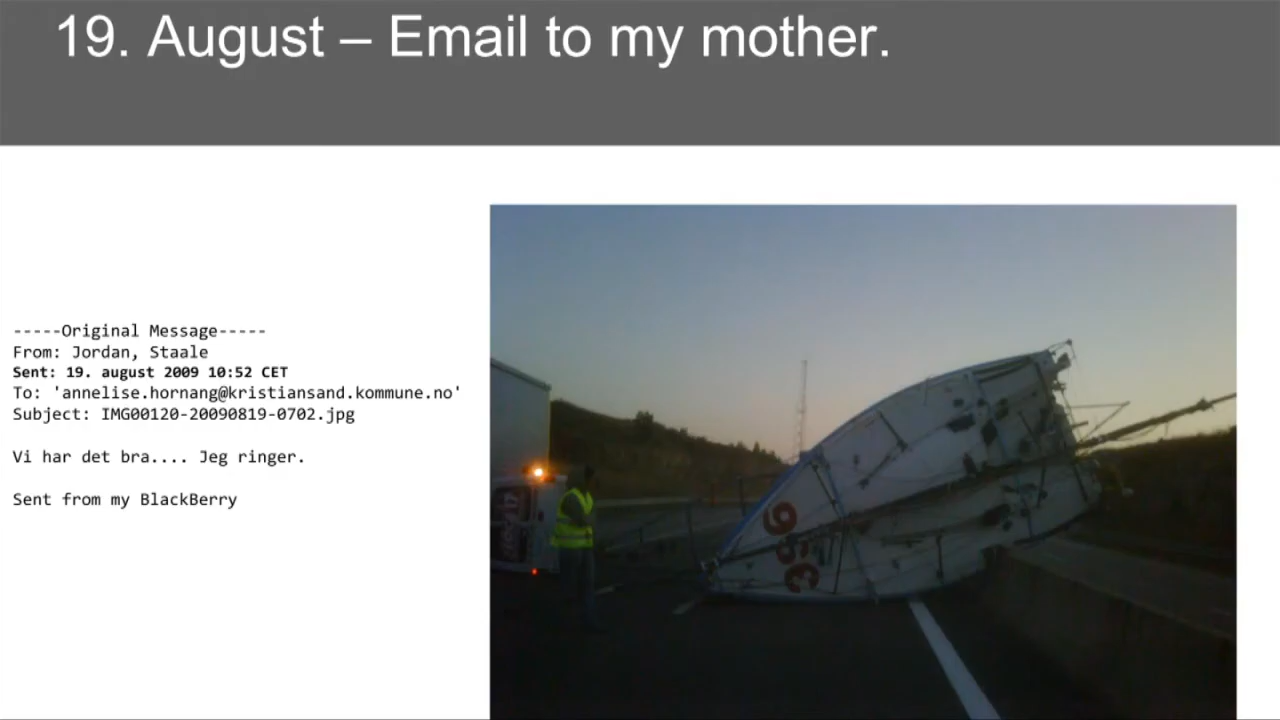 19. August – Email to my mother.
-----Original Message-----
From: Jordan, Staale
Sent: 19. august 2009 10:52 CET
To: 'annelise.hornang@kristiansand.kommune.no'
Subject: IMG00120-20090819-0702.jpg
Vi har det bra.... Jeg ringer.
Sent from my BlackBerry